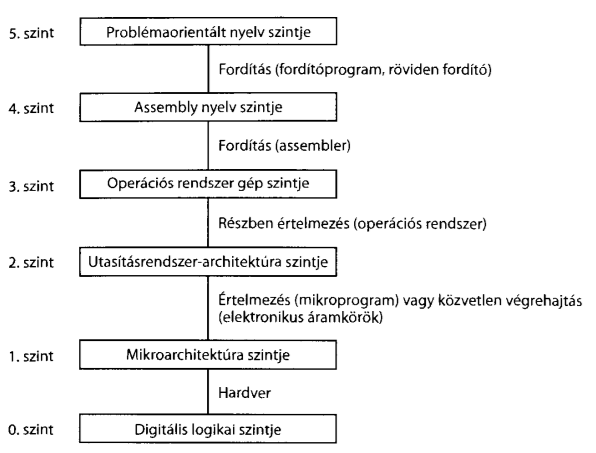 5. szint Problémaorientált nyelv szintje
Fordítás (fordítóprogram, röviden fordító)
4. szint Assembly nyelv szintje
Fordítás (assembler)
3. szint Operációs rendszer gép szintje
Részben értelmezés (operációs rendszer)
2. szint Utasításrendszer-architektúra szintje
Értelmezés (mikroprogram) vagy közvetlen végrehajtás
(elektronikus áramkörök)
1. szint Mikroarchitektúra szintje
Hardver
0. szint Digitális logikai szintje